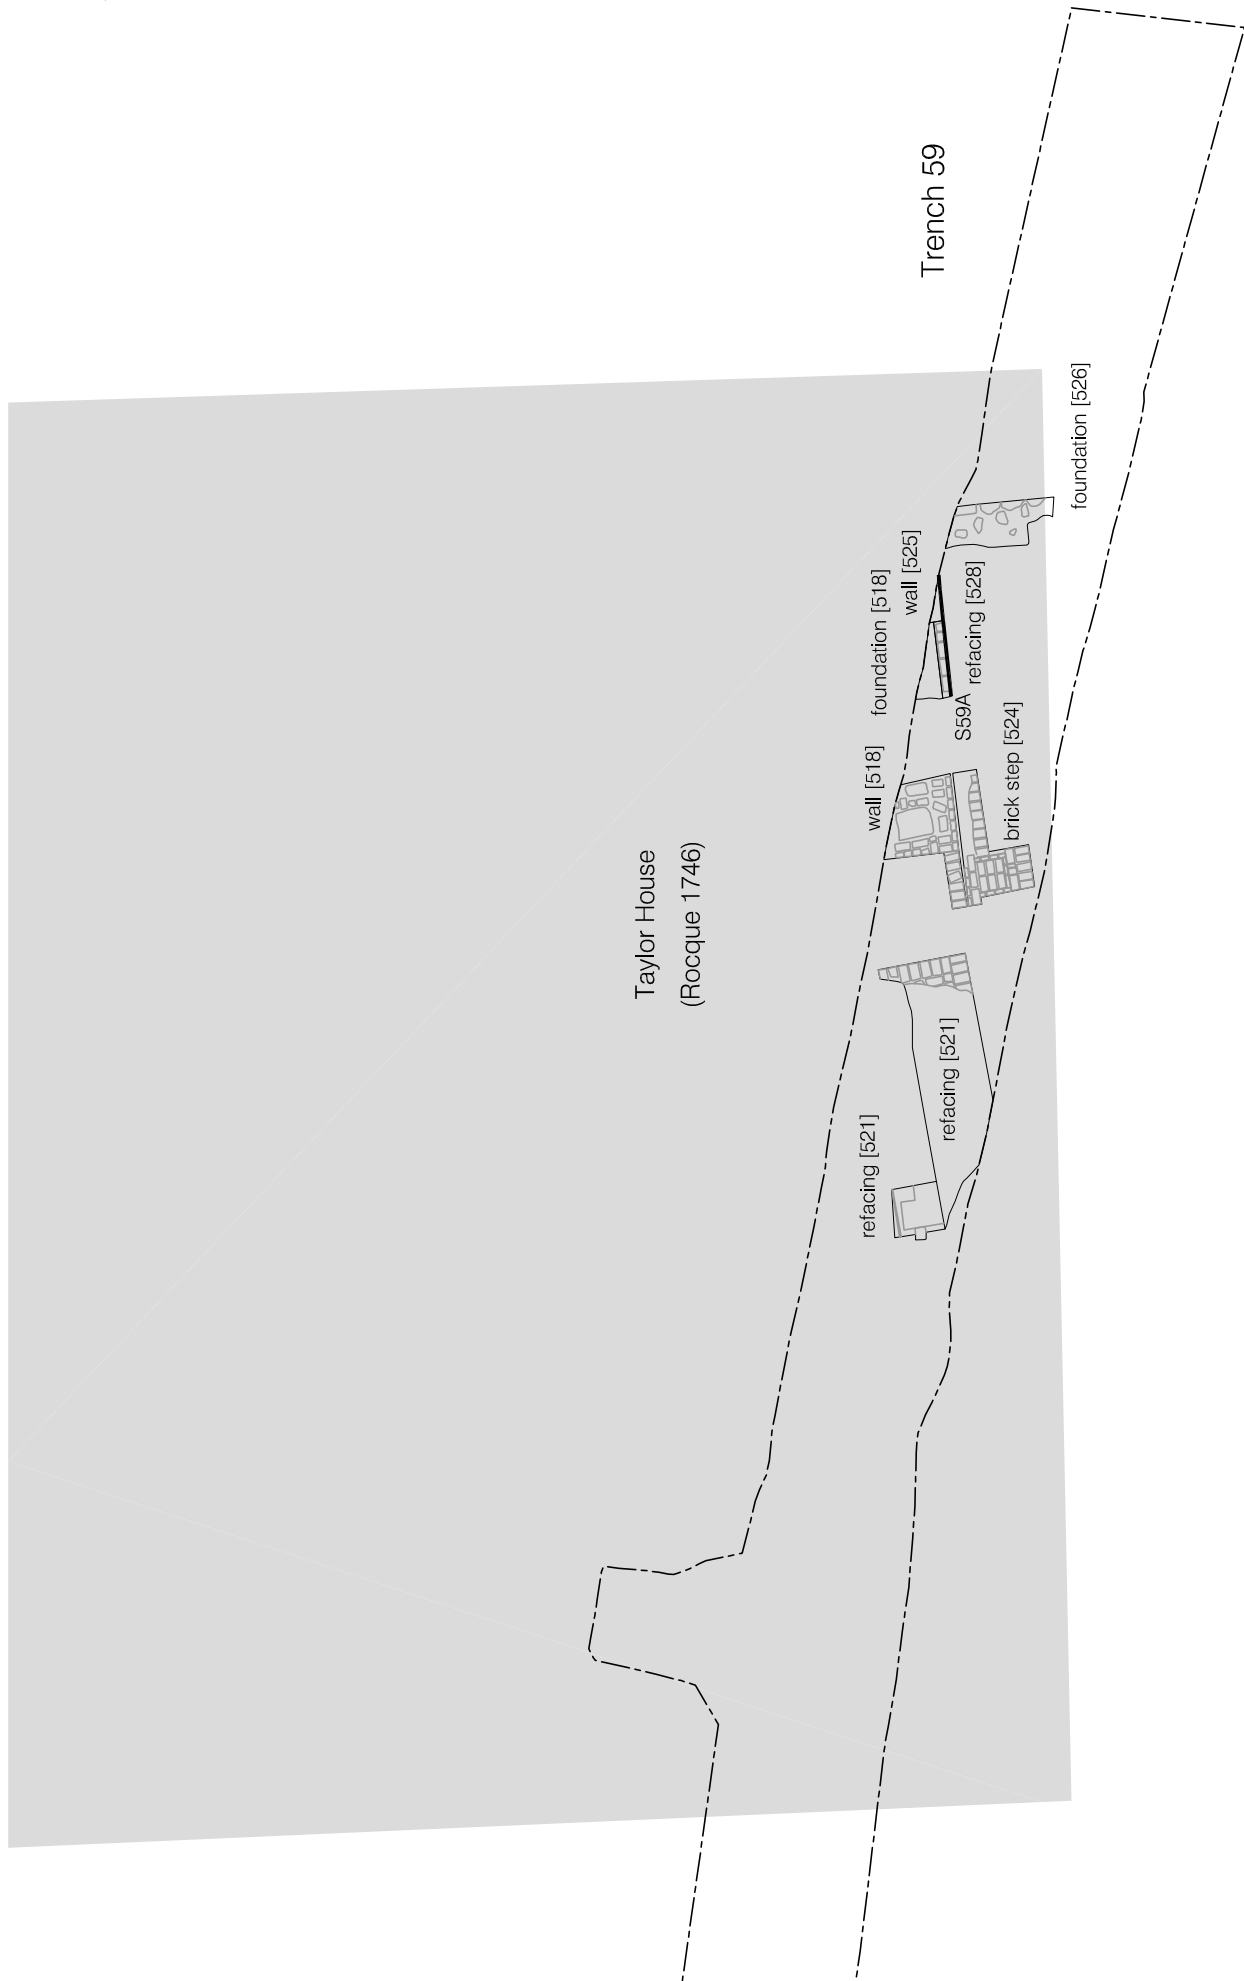 Trench 59
Taylor House
(Rocque 1746)
foundation [526]
wall [525]
foundation [518]
refacing [528]
S59A
wall [518]
brick step [524]
refacing [521]
refacing [521]